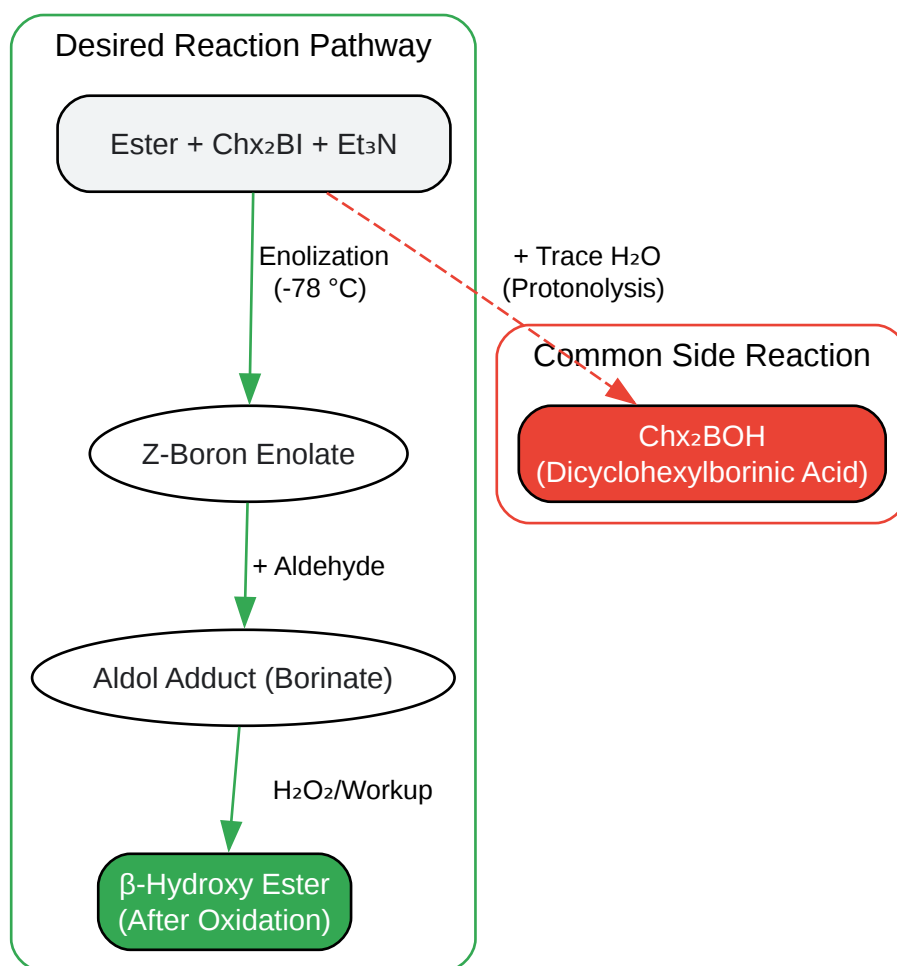 Desired Reaction Pathway
Ester + Chx₂BI + Et₃N
Enolization
(-78 °C)
+ Trace H₂O
(Protonolysis)
Common Side Reaction
Chx₂BOH
(Dicyclohexylborinic Acid)
Z-Boron Enolate
+ Aldehyde
Aldol Adduct (Borinate)
H₂O₂/Workup
β-Hydroxy Ester
(After Oxidation)